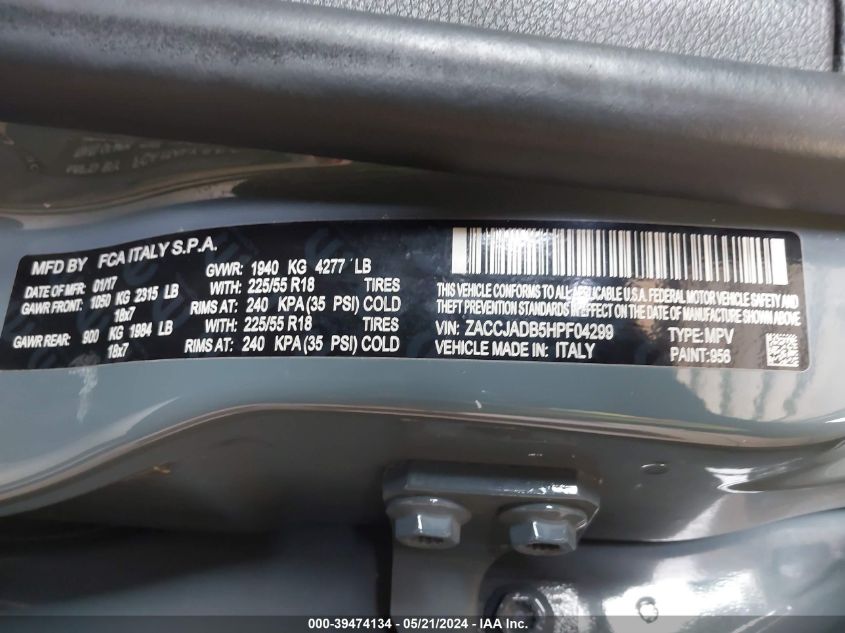 MFD BY FCA ITALY S.P.A.
DATE OF MFR: 01/17 GVWR: 1940 KG 4277 LB
GAWR FRONT: 1050 KG 2315 LB WITH: 225/55 R18 TIRES
18x7 RIMS AT: 240 KPA(35 PSI) COLD
GAWR REAR: 900 KG 1984 LB WITH: 225/55 R18 TIRES
18x7 RIMS AT: 240 KPA(35 PSI) COLD
THIS VEHICLE CONFORMS TO ALL APPLICABLE U.S.A. FEDERAL MOTOR VEHICLE SAFETY AND
THEFT PREVENTION STANDARDS IN EFFECT ON THE DATE OF MANUFACTURE SHOWN ABOVE.
VIN: ZACCJADB5HPF04299 TYPE: MPV
VEHICLE MADE IN: ITALY PAINT: 956
000-39474134 - 05/21/2024 - IAA Inc.